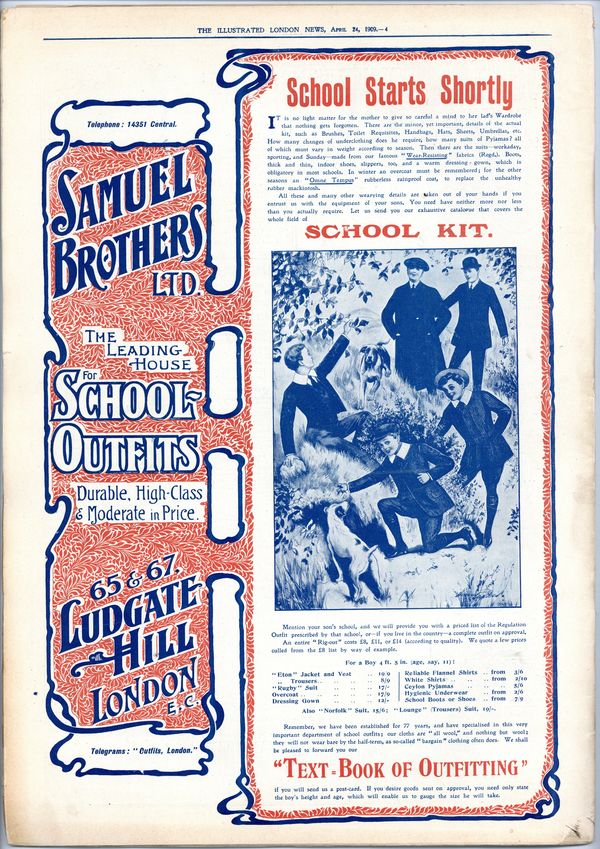 THE ILLUSTRATED LONDON NEWS, APRIL 24, 1909.—4
Telephone: 14351 Central.
SAMUEL
BROTHERS
LTD.
THE
LEADING
HOUSE
FOR
SCHOOL-
OUTFITS
Durable, High-Class
& Moderate in Price.
65 & 67,
LUDGATE
HILL
LONDON
E.C.
Telegrams: "Outfits, London."
School Starts Shortly
IT is no light matter for the mother to give so careful a mind to her lad's Wardrobe
that nothing gets forgotten. There are the minor, yet important, details of the actual
kit, such as Brushes, Toilet Requisites, Handbags, Hats, Sheets, Umbrellas, etc.
How many changes of underclothing does he require, how many suits of Pyjamas? all
of which must vary in weight according to season. Then there are the suits—workaday,
sporting, and Sunday—made from our famous "Wear-Resisting" fabrics (Regd.). Boots,
thick and thin, indoor shoes, slippers, too, and a warm dressing-gown, which is
obligatory in most schools. In winter an overcoat must be remembered; for the other
seasons an "Omne Tempus" rubberless rainproof coat, to replace the unhealthy
rubber mackintosh.
All these and many other wearying details are taken out of your hands if you
entrust us with the equipment of your sons. You need have neither more nor less
than you actually require. Let us send you our exhaustive catalogue that covers the
whole field of
SCHOOL KIT.
Mention your son's school, and we will provide you with a priced list of the Regulation
Outfit prescribed by that school, or—if you live in the country—a complete outfit on approval.
An entire "Rig-out" costs £8, £11, or £14 (according to quality). We quote a few prices
culled from the £8 list by way of example.
For a Boy 4 ft. 5 in. (age, say, 11):
"Eton" Jacket and Vest .. 19/9
" Trousers .. 8/9
"Rugby" Suit .. 17/-
Overcoat .. 17/9
Dressing Gown .. 12/-
Reliable Flannel Shirts .. from 3/6
White Shirts .. from 2/10
Ceylon Pyjamas .. 5/6
Hygienic Underwear .. from 2/6
School Boots or Shoes .. from 7/9
Also "Norfolk" Suit, 15/6; "Lounge" (Trousers) Suit, 19/-.
Remember, we have been established for 77 years, and have specialised in this very
important department of school outfits; our cloths are "all wool," and nothing but wool;
they will not wear bare by the half-term, as so-called "bargain" clothing often does. We shall
be pleased to forward you our
"TEXT-BOOK OF OUTFITTING"
if you will send us a post-card. If you desire goods sent on approval, you need only state
the boy's height and age, which will enable us to gauge the size he will take.